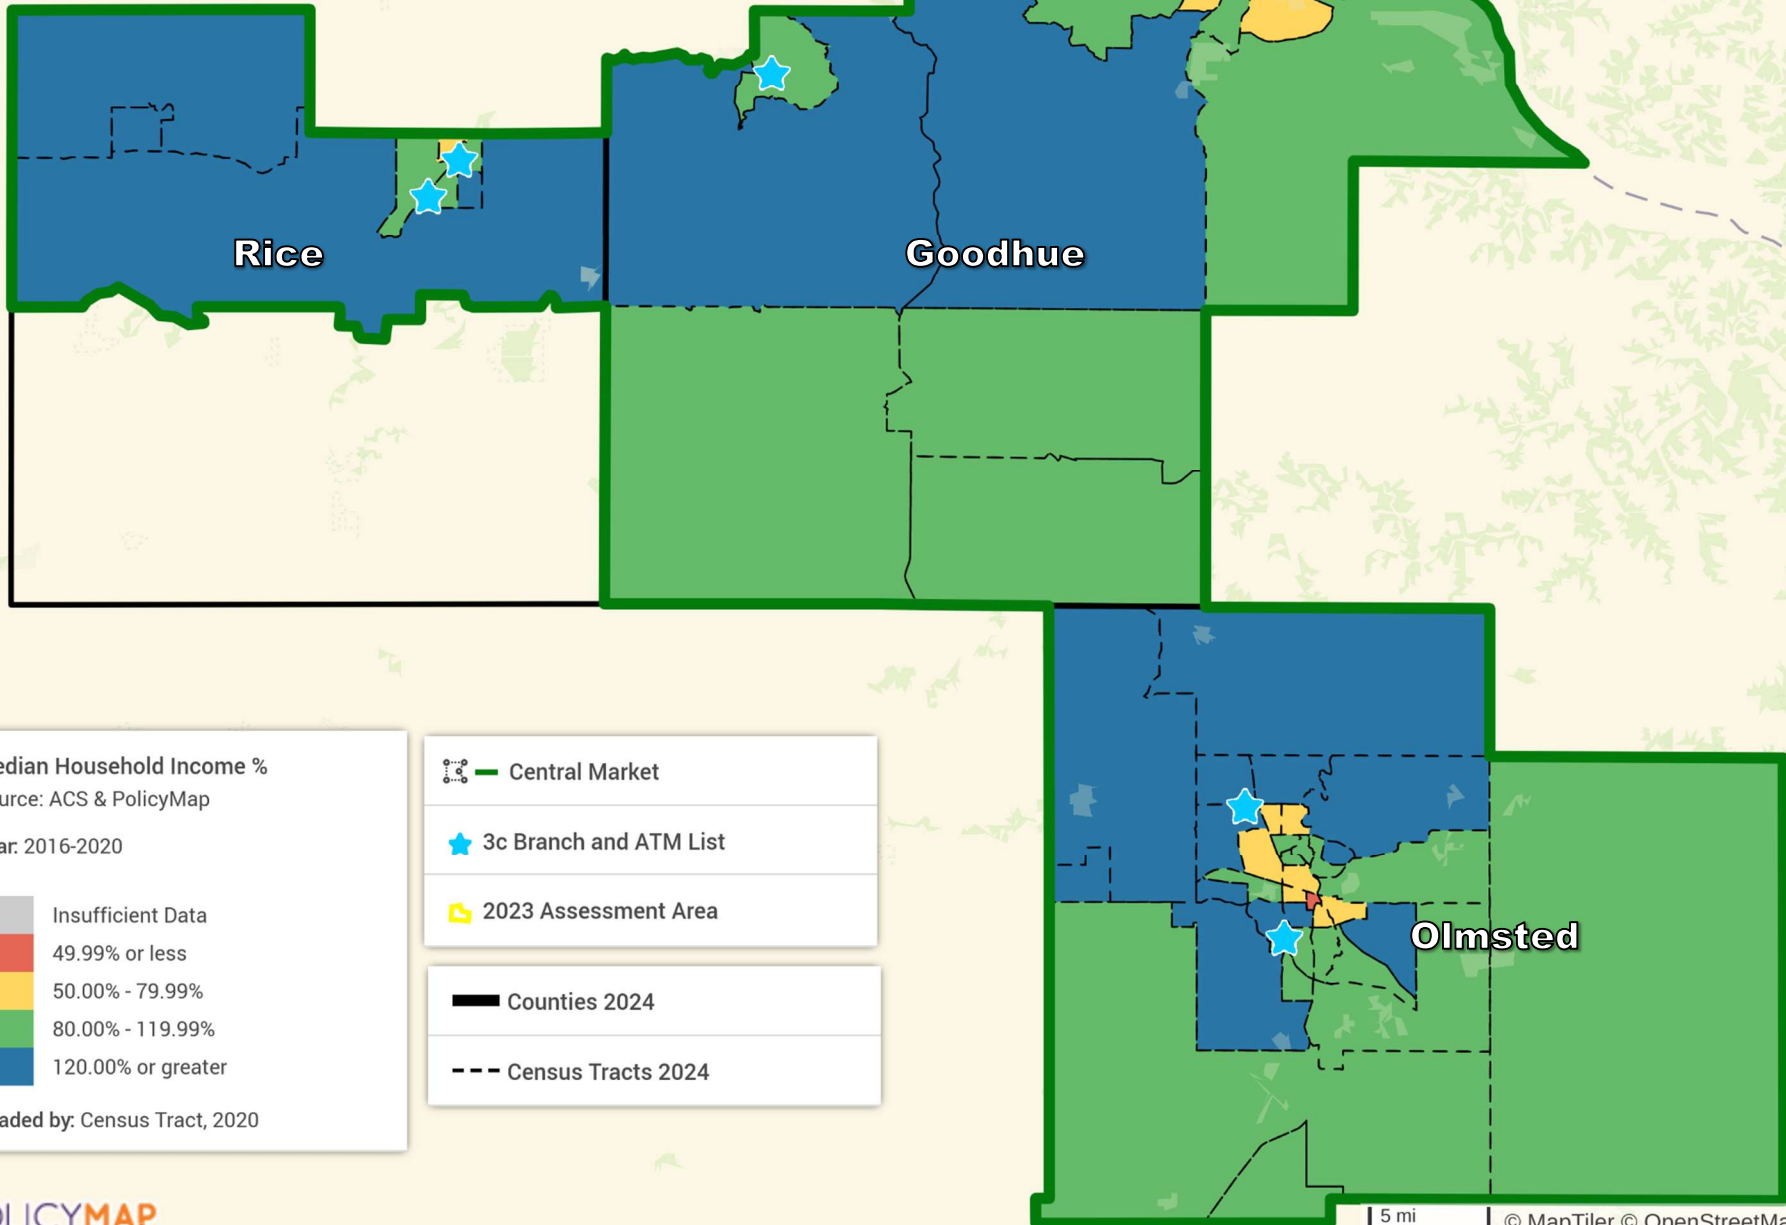 Rice
Goodhue
Olmsted
edian Household Income %
urce: ACS & PolicyMap
ar: 2016-2020
Insufficient Data
49.99% or less
50.00% - 79.99%
80.00% - 119.99%
120.00% or greater
aded by: Census Tract, 2020
Central Market
3c Branch and ATM List
2023 Assessment Area
Counties 2024
Census Tracts 2024
OLICYMAP
5 mi
© MapTiler © OpenStreetMa